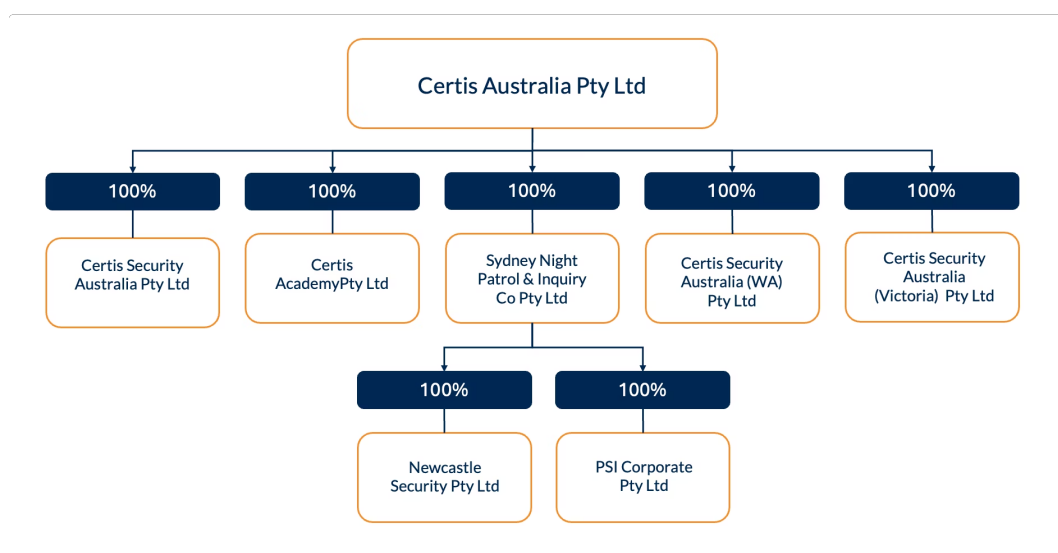 Certis Australia Pty Ltd
100%
100%
100%
100%
100%
Certis Security
Australia Pty Ltd
Certis
AcademyPty Ltd
Sydney Night
Patrol & Inquiry
Co Pty Ltd
Certis Security
Australia (WA)
Pty Ltd
Certis Security
Australia
(Victoria) Pty Ltd
100%
100%
Newcastle
Security Pty Ltd
PSI Corporate
Pty Ltd